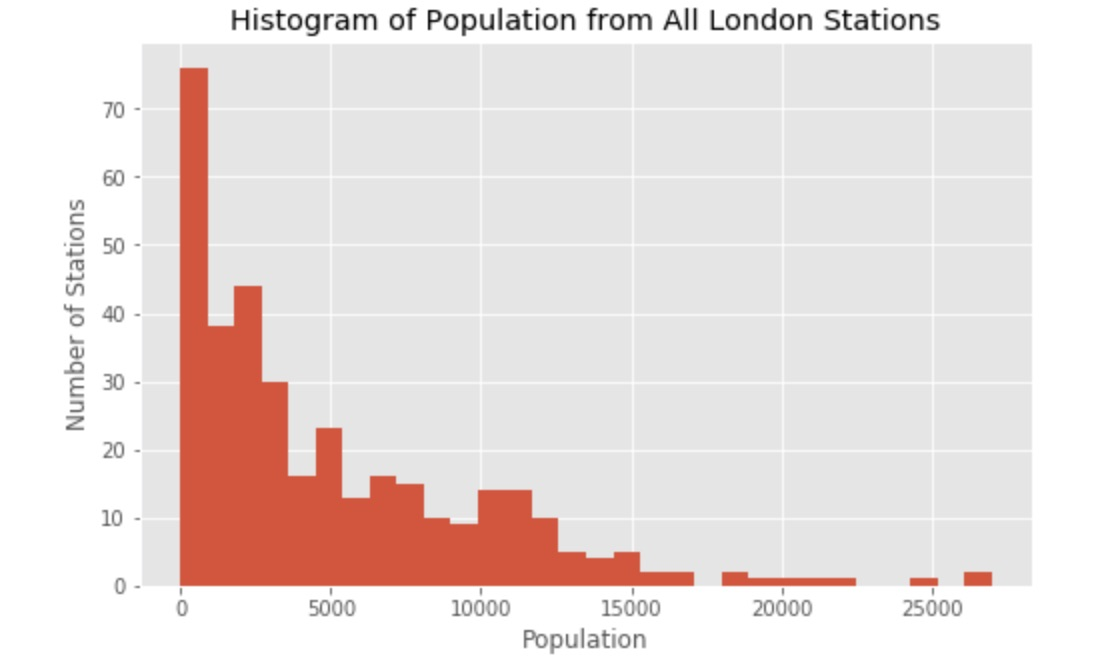 Histogram of Population from All London Stations
Number of Stations
70
60
50
40
30
20
10
0
0 5000 10000 15000 20000 25000
Population